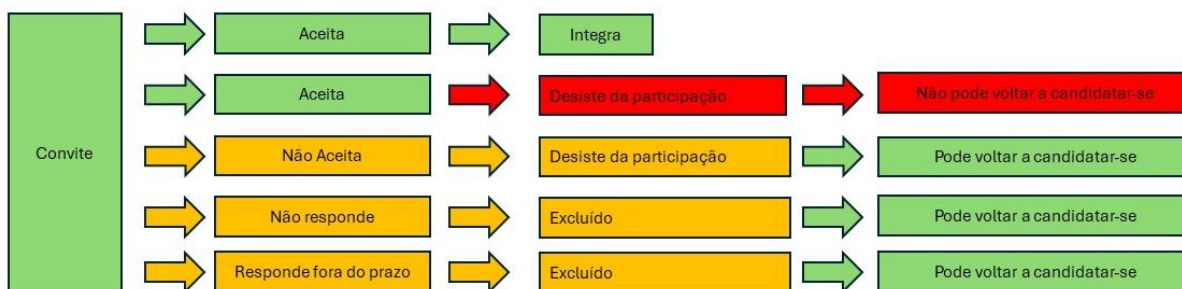 Aceita
Integra
Aceita
Desiste da participação
Não pode voltar a candidatar-se
Convite
Não Aceita
Desiste da participação
Pode voltar a candidatar-se
Não responde
Excluído
Pode voltar a candidatar-se
Responde fora do prazo
Excluído
Pode voltar a candidatar-se